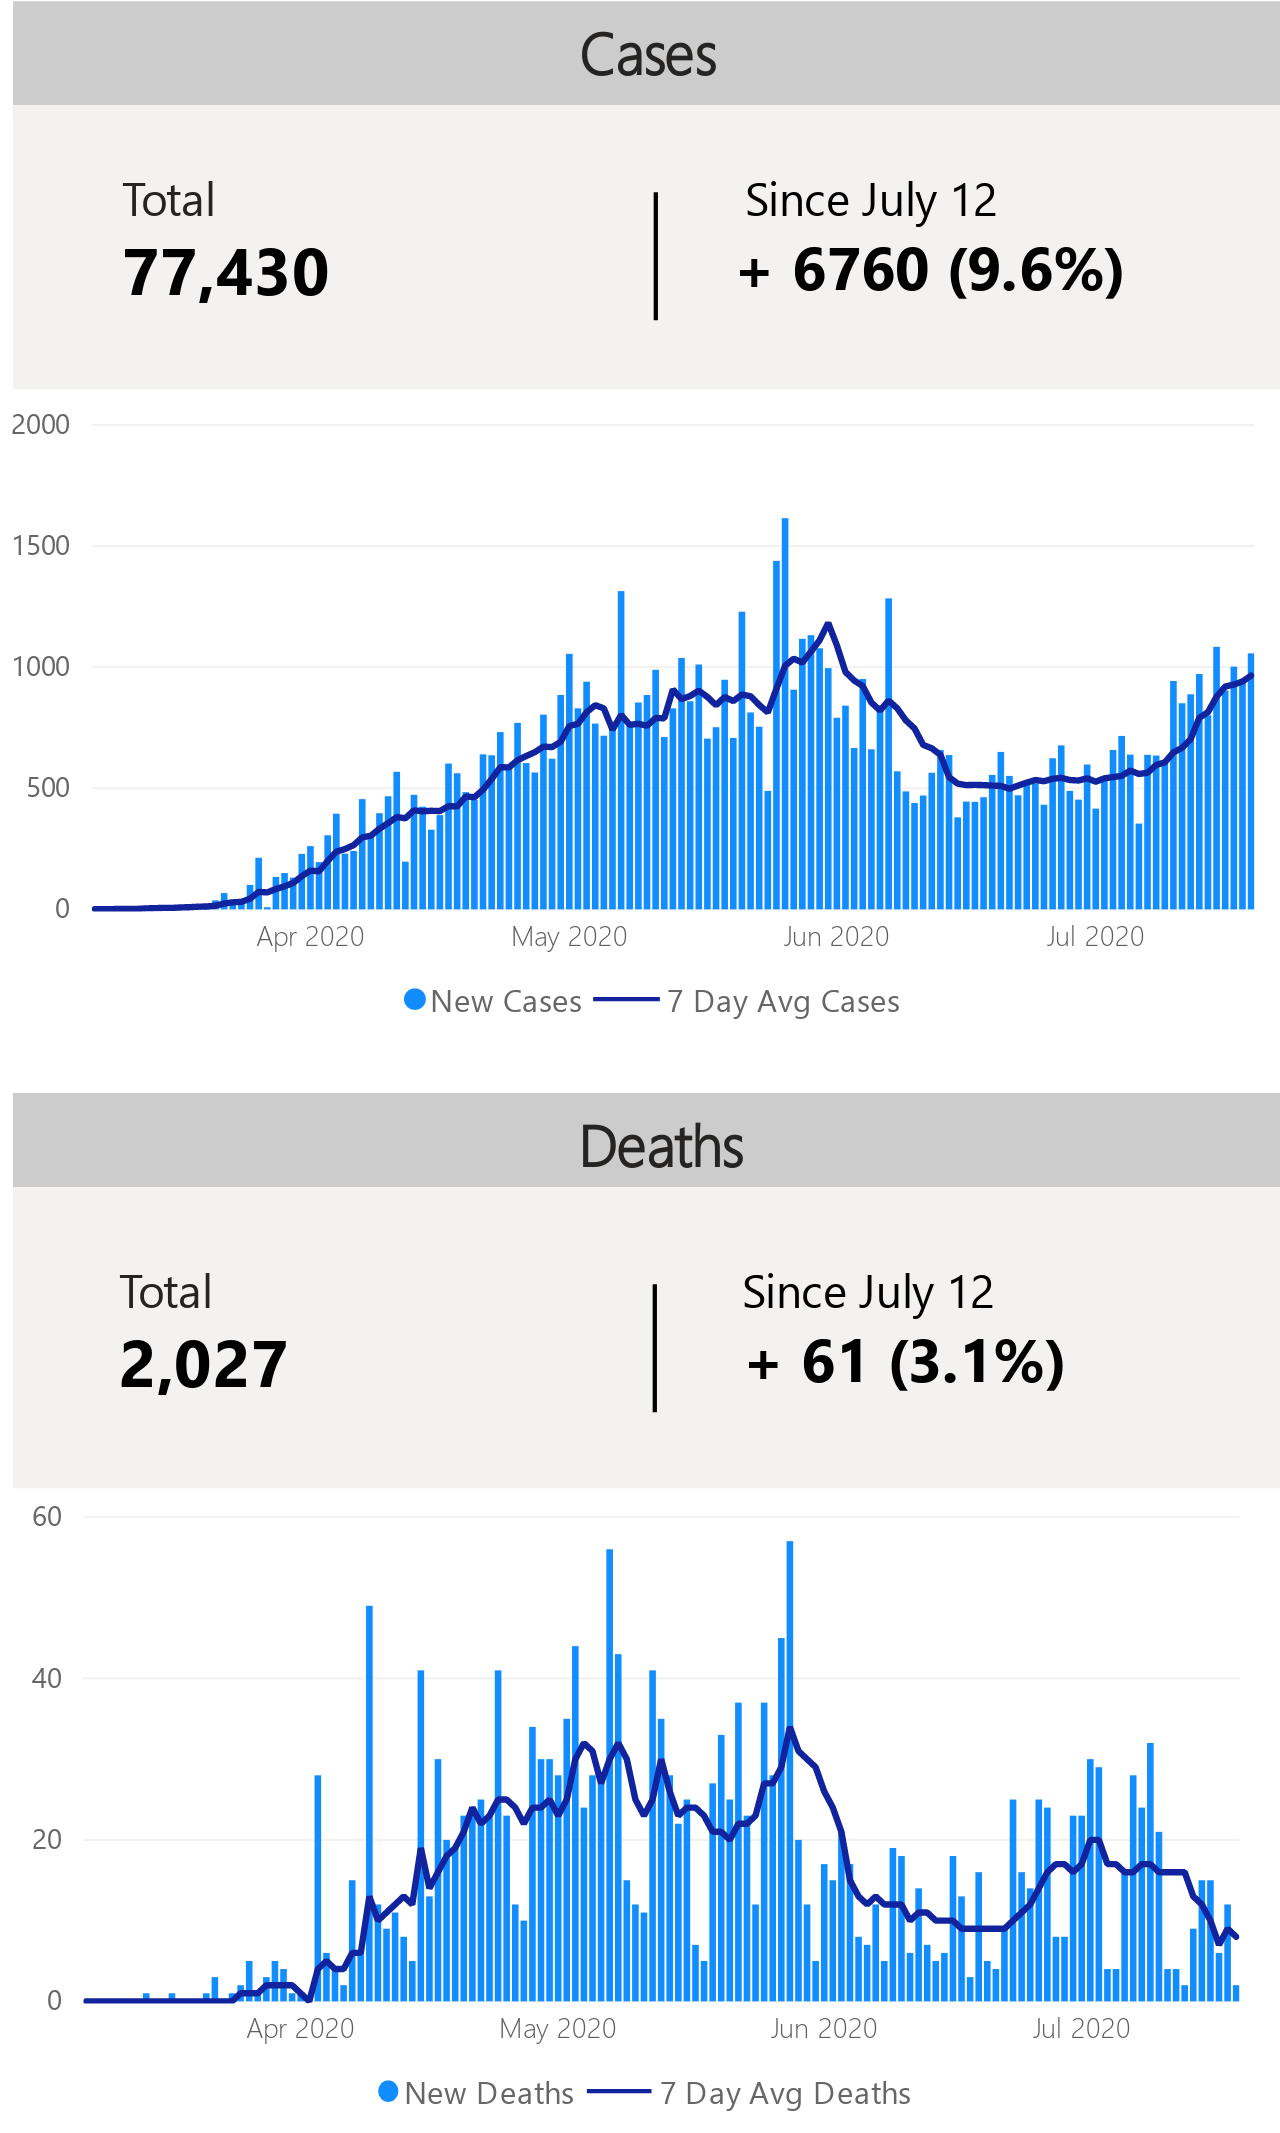 Cases
Total
77,430
Since July 12
+ 6760 (9.6%)
2000
1500
1000
500
0
Apr 2020
May 2020
Jun 2020
Jul 2020
New Cases
7 Day Avg Cases
Deaths
Total
2,027
Since July 12
+ 61 (3.1%)
60
40
20
0
Apr 2020
May 2020
Jun 2020
Jul 2020
New Deaths
7 Day Avg Deaths